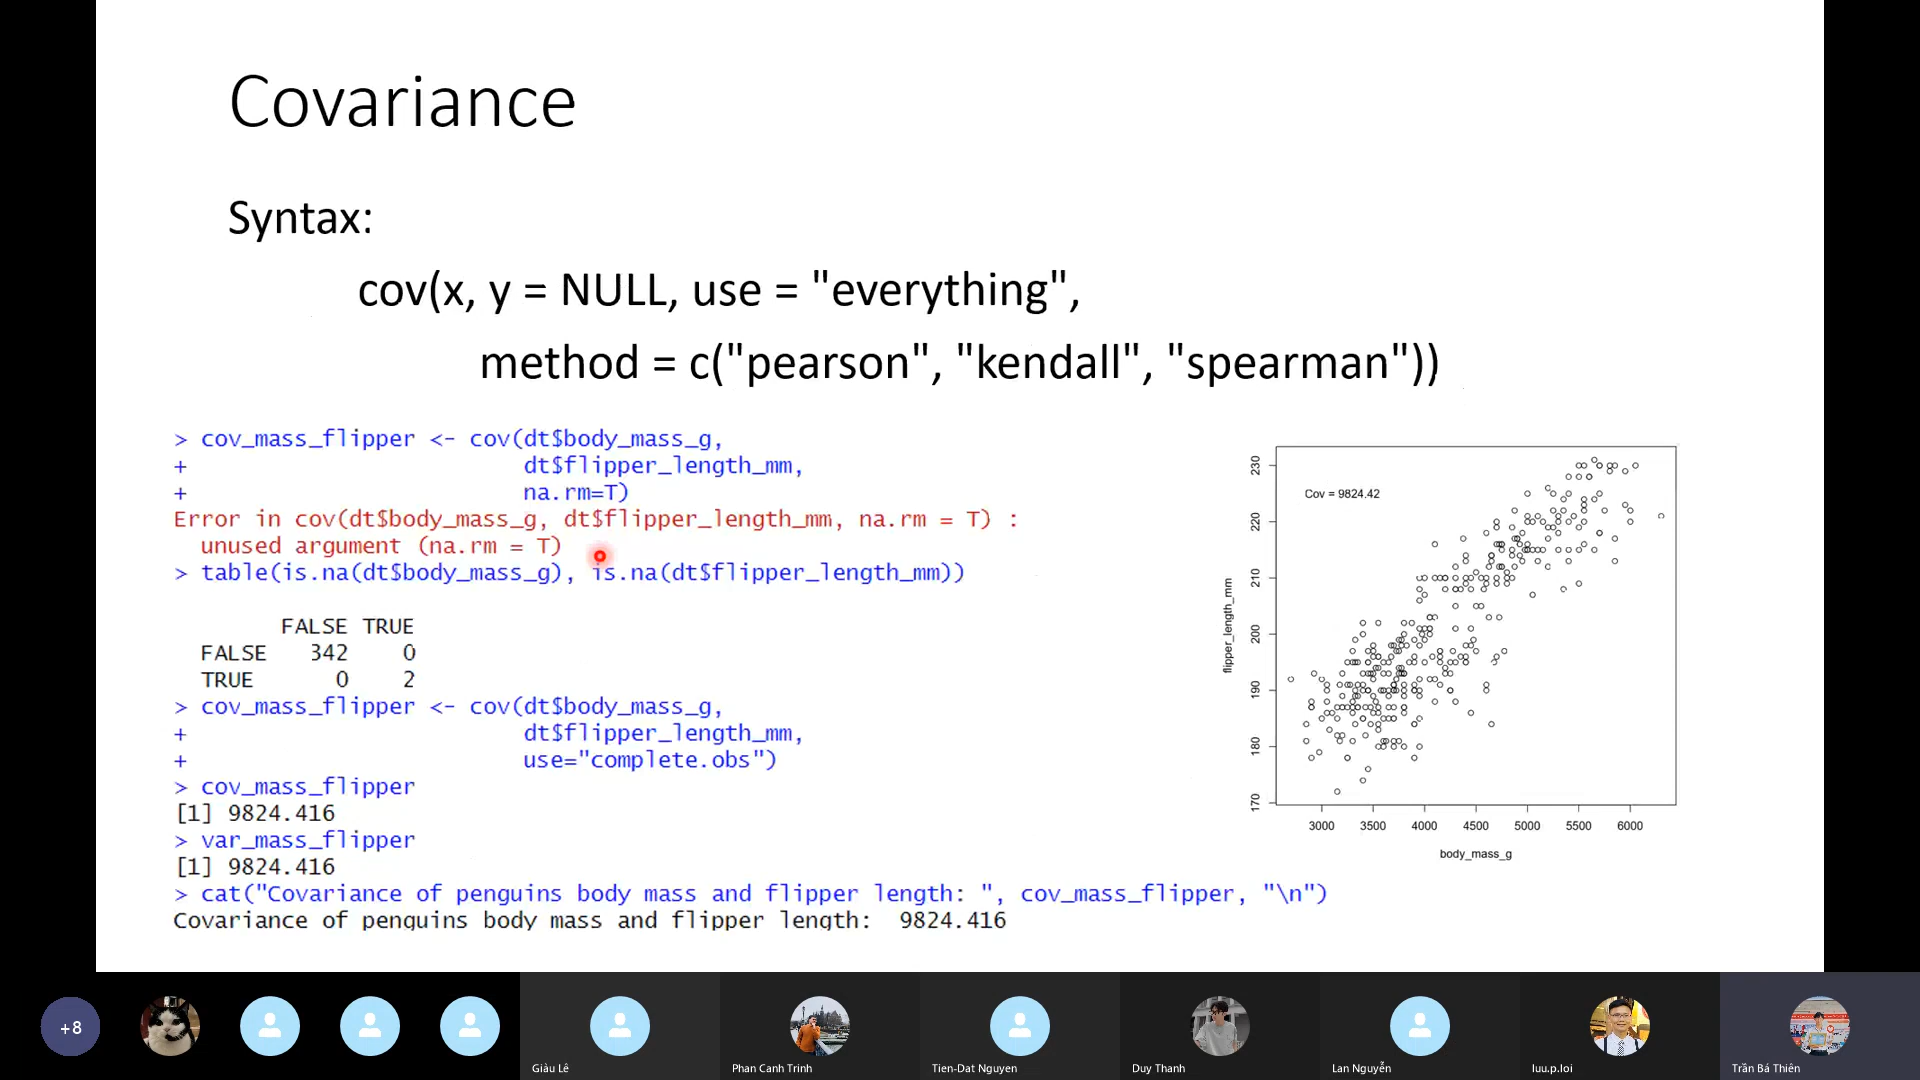 Covariance
Syntax:
cov(x, y = NULL, use = "everything",
method = c("pearson", "kendall", "spearman"))
> cov_mass_flipper <- cov(dt$body_mass_g,
+ dt$flipper_length_mm,
+ na.rm=T)
Error in cov(dt$body_mass_g, dt$flipper_length_mm, na.rm = T) :
unused argument (na.rm = T)
> table(is.na(dt$body_mass_g), is.na(dt$flipper_length_mm))
FALSE TRUE
FALSE 342 0
TRUE 0 2
> cov_mass_flipper <- cov(dt$body_mass_g,
+ dt$flipper_length_mm,
+ use="complete.obs")
> cov_mass_flipper
[1] 9824.416
> var_mass_flipper
[1] 9824.416
> cat("Covariance of penguins body mass and flipper length: ", cov_mass_flipper, "\n")
Covariance of penguins body mass and flipper length: 9824.416
Cov = 9824.42
flipper_length_mm
230
220
210
200
190
180
170
3000 3500 4000 4500 5000 5500 6000
body_mass_g
+8
Giàu Lê
Phan Canh Trinh
Tien-Dat Nguyen
Duy Thanh
Lan Nguyễn
luu.p.loi
Trần Bá Thiên